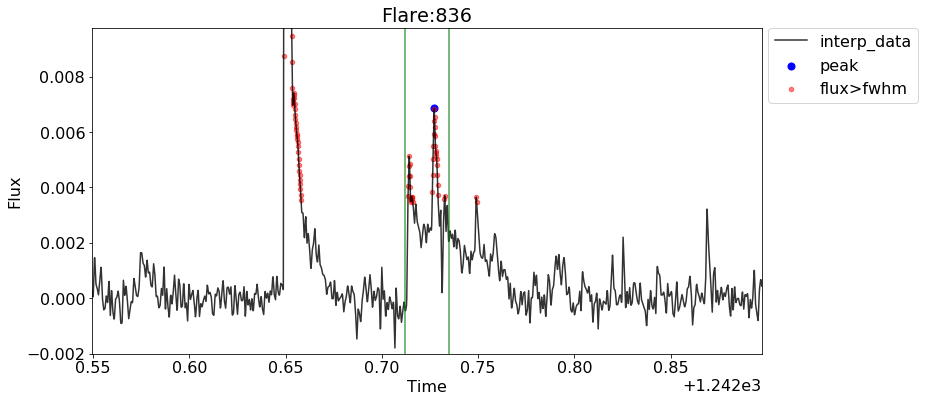 Flare:836
interp_data
peak
flux>fwhm
Flux
0.008
0.006
0.004
0.002
0.000
−0.002
0.55
0.60
0.65
0.70
0.75
0.80
0.85
Time
+1.242e3